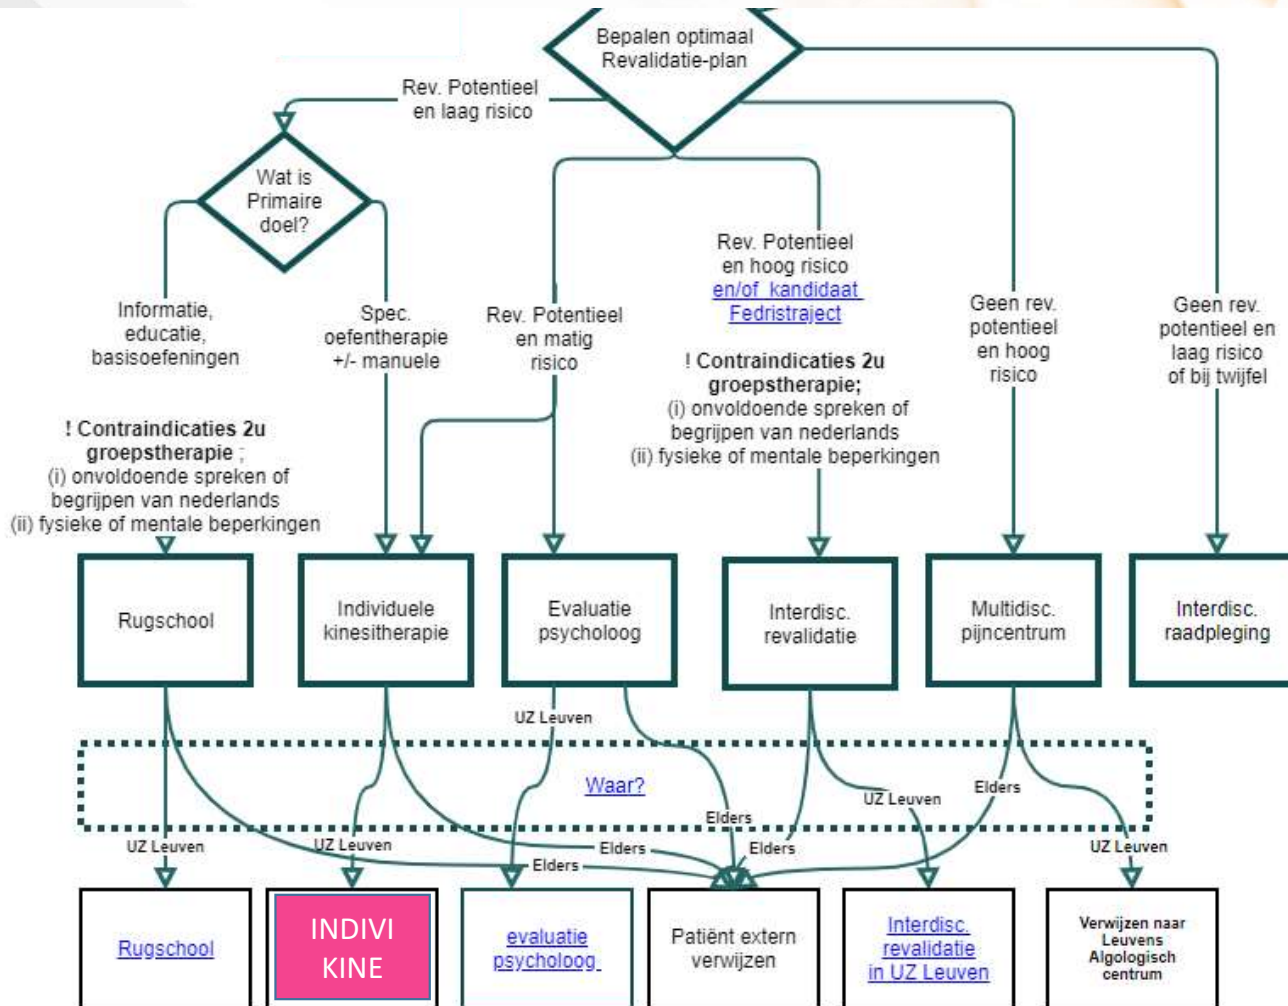 Bepalen optimaal
Revalidatie-plan
Rev. Potentieel
en laag risico
Wat is
Primaire
doel?
Informatie,
educatie,
basisoefeningen
Spec.
oefentherapie
+/- manuele
Rev. Potentieel
en matig
risico
Rev. Potentieel
en hoog risico
en/of kandidaat
Fedristraject
Geen rev.
potentieel
en hoog
risico
Geen rev.
potentieel en
laag risico
of bij twijfel
! Contraindicaties 2u
groepstherapie ;
(i) onvoldoende spreken of
begrijpen van nederlands
(ii) fysieke of mentale beperkingen
! Contraindicaties 2u
groepstherapie;
(i) onvoldoende spreken of
begrijpen van nederlands
(ii) fysieke of mentale beperkingen
Rugschool
Individuele
kinesitherapie
Evaluatie
psycholoog
Interdisc.
revalidatie
Multidisc.
pijncentrum
Interdisc.
raadpleging
UZ Leuven
Waar?
Elders
UZ Leuven
Elders
UZ Leuven
UZ Leuven
Elders
Elders
Elders
UZ Leuven
Rugschool
INDIVI
KINE
evaluatie
psycholoog
Patiënt extern
verwijzen
Interdisc.
revalidatie
in UZ Leuven
Verwijzen naar
Leuvens
Algologisch
centrum